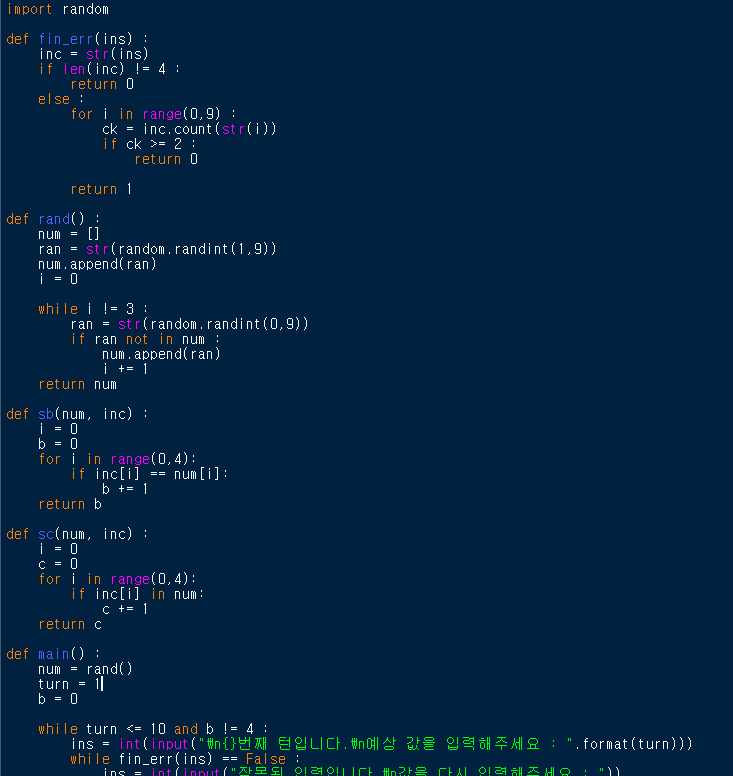 import random

def fin_err(ins) :
    inc = str(ins)
    if len(inc) != 4 :
        return 0
    else :
        for i in range(0,9) :
            ck = inc.count(str(i))
            if ck >= 2 :
                return 0

        return 1

def rand() :
    num = []
    ran = str(random.randint(1,9))
    num.append(ran)
    i = 0

    while i != 3 :
        ran = str(random.randint(0,9))
        if ran not in num :
            num.append(ran)
            i += 1
    return num

def sb(num, inc) :
    i = 0
    b = 0
    for i in range(0,4):
        if inc[i] == num[i]:
            b += 1
    return b

def sc(num, inc) :
    i = 0
    c = 0
    for i in range(0,4):
        if inc[i] in num:
            c += 1
    return c

def main() :
    num = rand()
    turn = 1
    b = 0

    while turn <= 10 and b != 4 :
        ins = int(input("₩n{}번째 턴입니다.₩n예상 값을 입력해주세요 : ".format(turn)))
        while fin_err(ins) == False :
            ins = int(input("잘못된 입력입니다.₩n값을 다시 입력해주세요 : "))